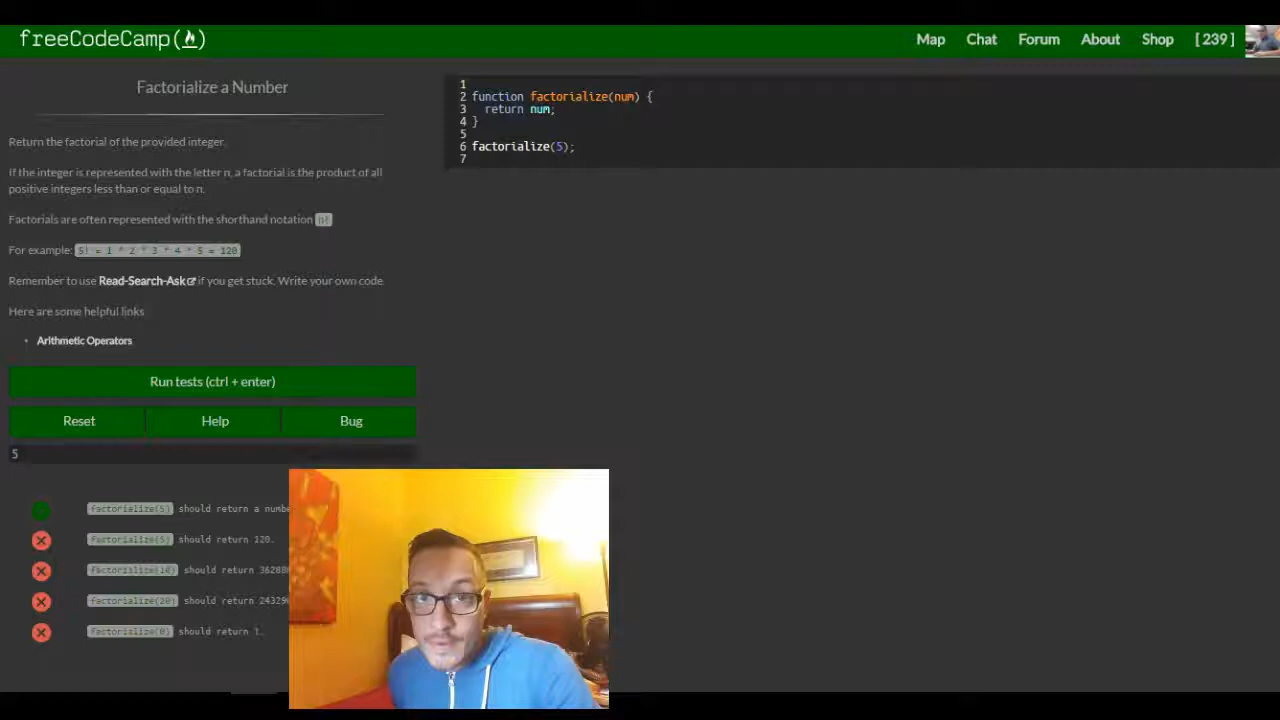 freeCodeCamp
Map Chat Forum About Shop [ 239 ]
Factorialize a Number
Return the factorial of the provided integer.
If the integer is represented with the letter n, a factorial is the product of all
positive integers less than or equal to n.
Factorials are often represented with the shorthand notation n!
For example: 5! = 1 * 2 * 3 * 4 * 5 = 120
Remember to use Read-Search-Ask if you get stuck. Write your own code.
Here are some helpful links
Arithmetic Operators
Run tests (ctrl + enter)
Reset Help Bug
5
factorialize(5) should return a numbe
factorialize(5) should return 120.
factorialize(10) should return 36288
factorialize(20) should return 24329
factorialize(0) should return 1.
1
2 function factorialize(num) {
3 return num;
4 }
5
6 factorialize(5);
7